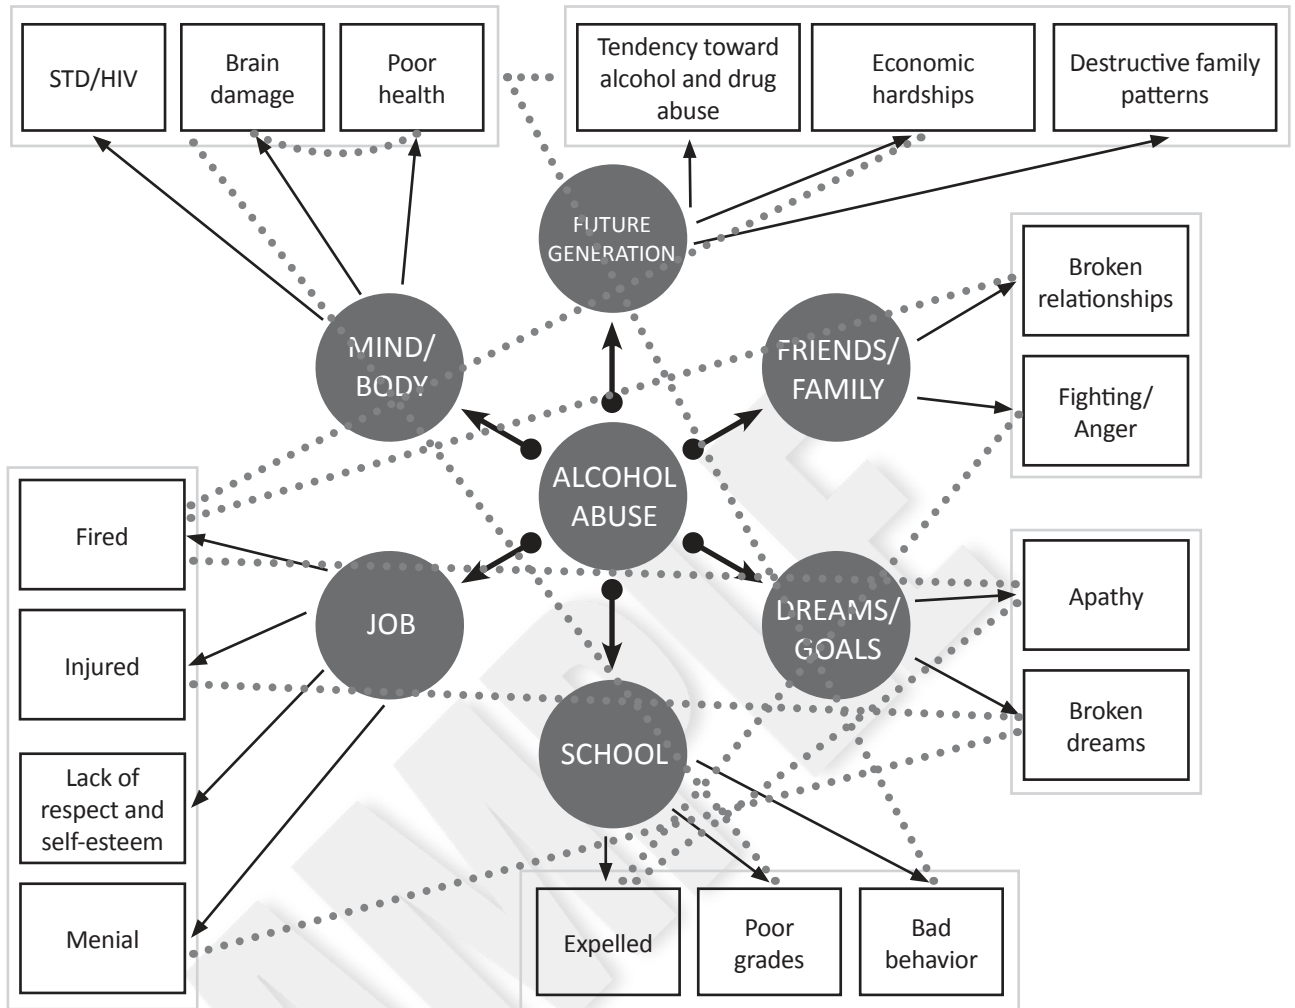 STD/HIV
Brain
damage
Poor
health
Tendency toward
alcohol and drug
abuse
Economic
hardships
Destructive family
patterns
FUTURE
GENERATION
Broken
relationships
Fighting/
Anger
MIND/
BODY
FRIENDS/
FAMILY
ALCOHOL
ABUSE
Fired
Injured
Lack of
respect and
self-esteem
Menial
JOB
DREAMS/
GOALS
Apathy
Broken
dreams
SCHOOL
Expelled
Poor
grades
Bad
behavior